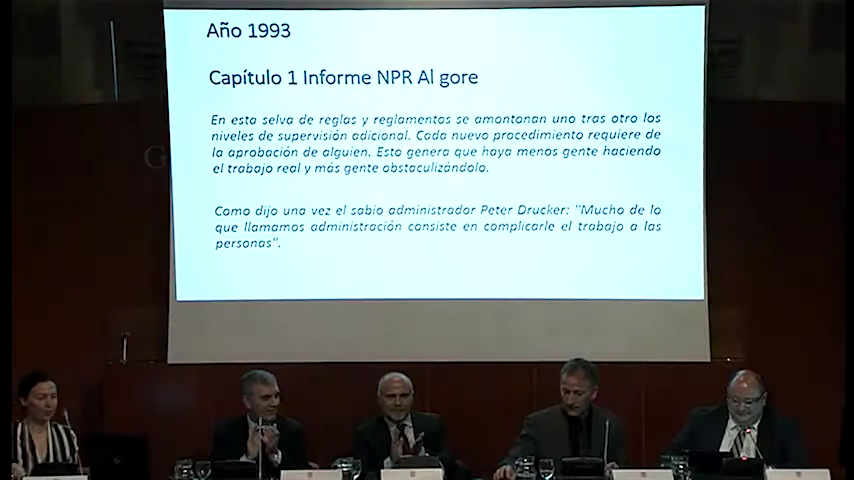 Año 1993
Capítulo 1 Informe NPR Al gore
En esta selva de reglas y reglamentos se amontonan uno tras otro los
niveles de supervisión adicional. Cada nuevo procedimiento requiere de
la aprobación de alguien. Esto genera que haya menos gente haciendo
el trabajo real y más gente obstaculizándolo.
Como dijo una vez el sabio administrador Peter Drucker: "Mucho de lo
que llamamos administración consiste en complicarle el trabajo a las
personas".